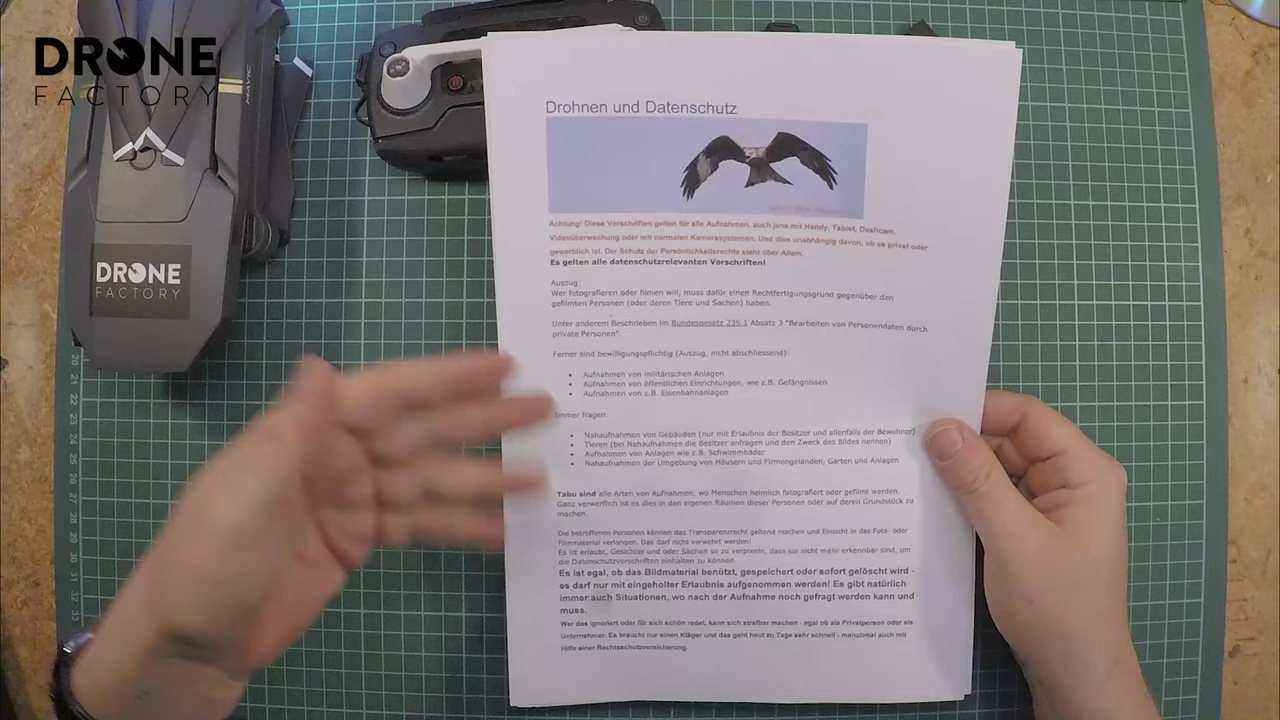 DRONE
FACTORY
MAVIC
DRONE
FACTORY
Drohnen und Datenschutz
Achtung! Diese Vorschriften gelten für alle Aufnahmen, auch jene mit Handy, Tablet, Dashcam,
Videoüberwachung oder mit normalen Kamerasystemen. Und dies unabhängig davon, ob es privat oder
gewerblich ist. Der Schutz der Persönlichkeitsrechte steht über Allem.
Es gelten alle datenschutzrelevanten Vorschriften!
Auszug:
Wer fotografieren oder filmen will, muss dafür einen Rechtfertigungsgrund gegenüber den
gefilmten Personen (oder deren Tiere und Sachen) haben.
Unter anderem Beschrieben im Bundesgesetz 235.1 Absatz 3 "Bearbeiten von Personendaten durch
private Personen".
Ferner sind bewilligungspflichtig (Auszug, nicht abschliessend):
• Aufnahmen von militärischen Anlagen
• Aufnahmen von öffentlichen Einrichtungen, wie z.B. Gefängnissen
• Aufnahmen von z.B. Eisenbahnanlagen
Immer fragen:
• Nahaufnahmen von Gebäuden (nur mit Erlaubnis der Besitzer und allenfalls der Bewohner)
• Tieren (bei Nahaufnahmen die Besitzer anfragen und den Zweck des Bildes nennen)
• Aufnahmen von Anlagen wie z.B. Schwimmbäder
• Nahaufnahmen der Umgebung von Häusern und Firmengeländen, Gärten und Anlagen
Tabu sind alle Arten von Aufnahmen, wo Menschen heimlich fotografiert oder gefilmt werden.
Ganz verwerflich ist es dies in den eigenen Räumen dieser Personen oder auf deren Grundstück zu
machen.
Die betroffenen Personen können das Transparenzrecht geltend machen und Einsicht in das Foto- oder
Filmmaterial verlangen. Das darf nicht verwehrt werden!
Es ist erlaubt, Gesichter und oder Sachen so zu verpixeln, dass sie nicht mehr erkennbar sind, um
die Datenschutzvorschriften einhalten zu können.
Es ist egal, ob das Bildmaterial benützt, gespeichert oder sofort gelöscht wird -
es darf nur mit eingeholter Erlaubnis aufgenommen werden! Es gibt natürlich
immer auch Situationen, wo nach der Aufnahme noch gefragt werden kann und
muss.
Wer das ignoriert oder für sich schön redet, kann sich strafbar machen - egal ob als Privatperson oder als
Unternehmer. Es braucht nur einen Kläger und das geht heut zu Tage sehr schnell - manchmal auch mit
Hilfe einer Rechtsschutzversicherung.
20
21
22
23
24
25
26
27
28
29
30
31
32
33